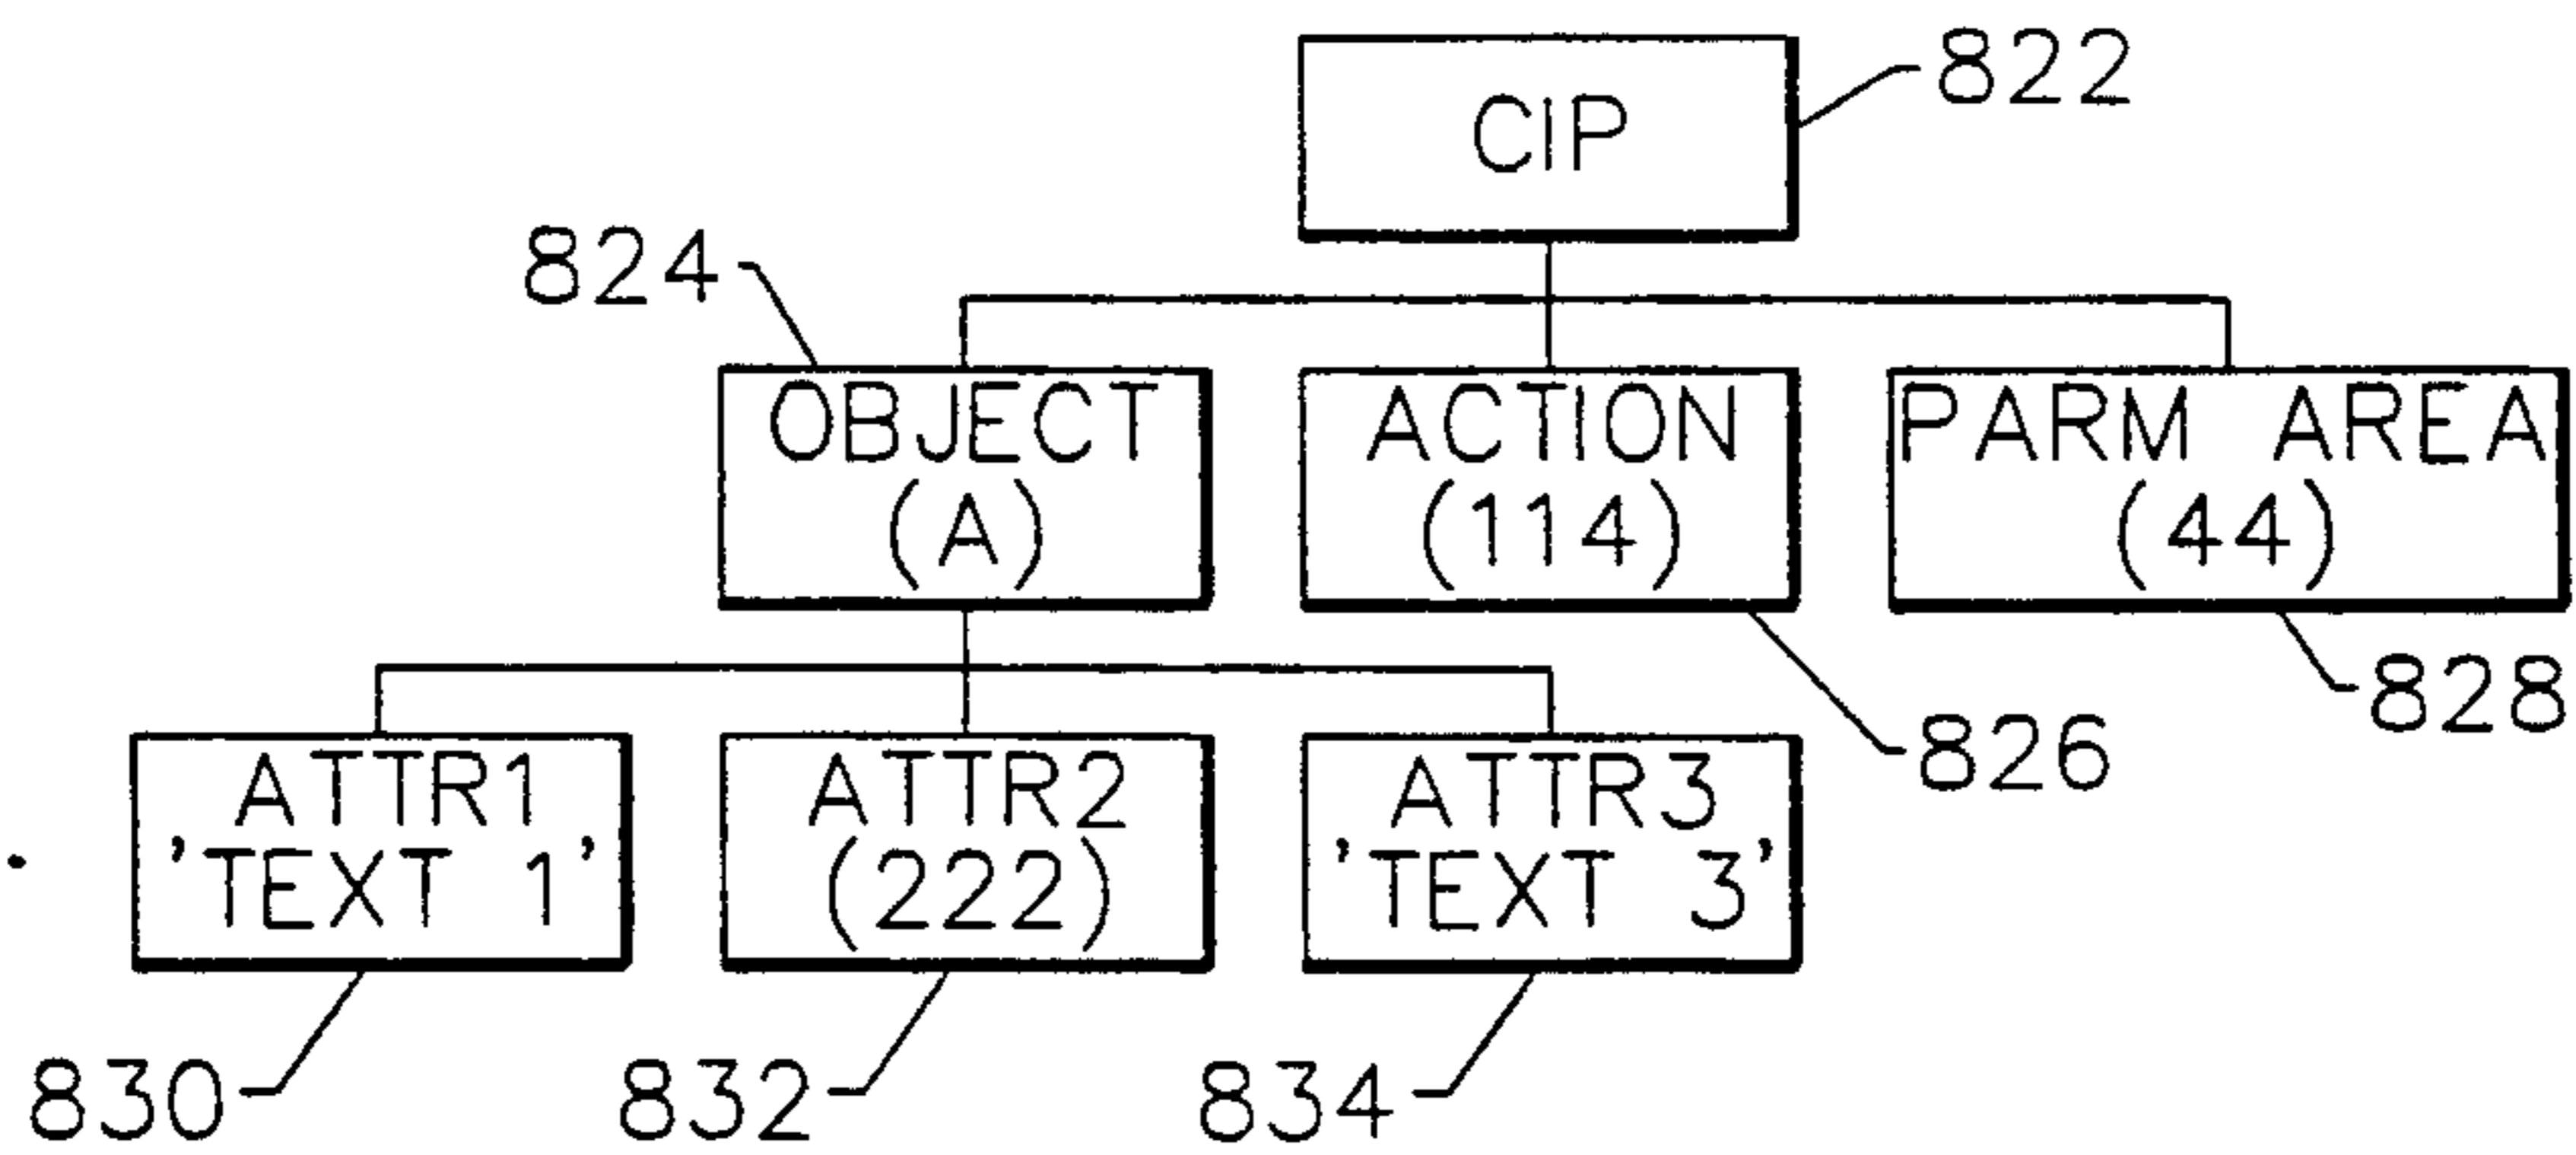 CIP
822
824
OBJECT
(A)
ACTION
(114)
PARM AREA
(44)
828
826
ATTR1
'TEXT 1'
ATTR2
(222)
ATTR3
'TEXT 3'
830
832
834